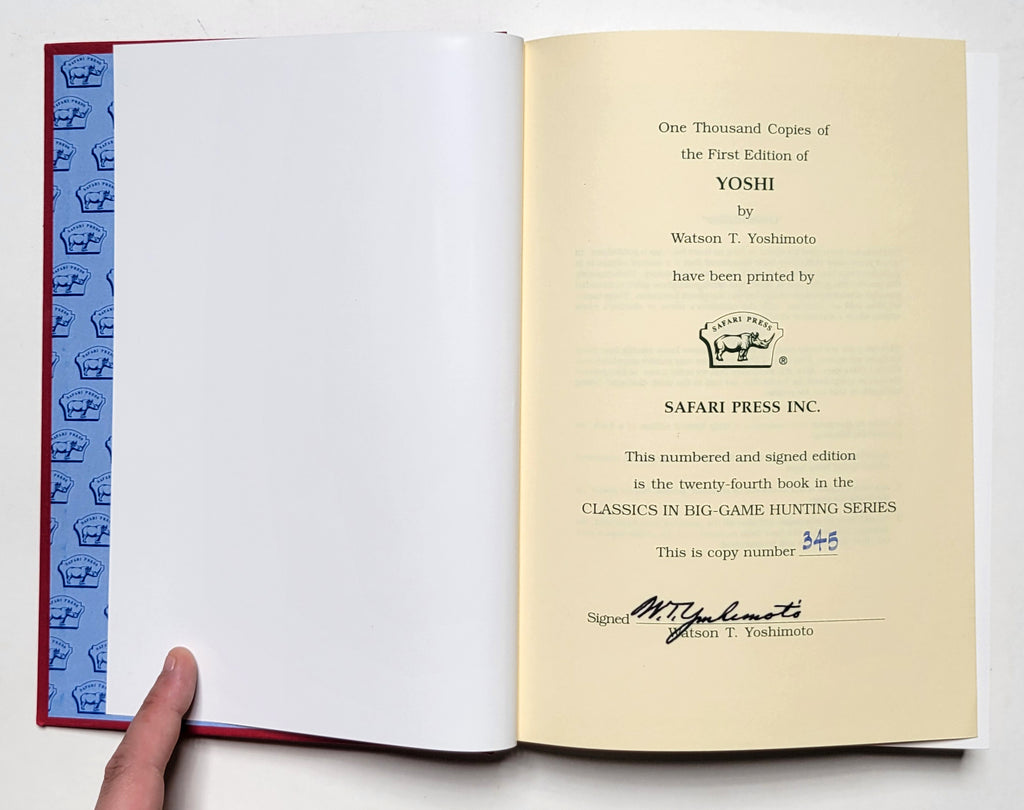 One Thousand Copies of
the First Edition of
YOSHI
by
Watson T. Yoshimoto
have been printed by
SAFARI PRESS
®
SAFARI PRESS INC.
This numbered and signed edition
is the twenty-fourth book in the
CLASSICS IN BIG-GAME HUNTING SERIES
This is copy number 345
Signed W.T. Yoshimoto
Watson T. Yoshimoto